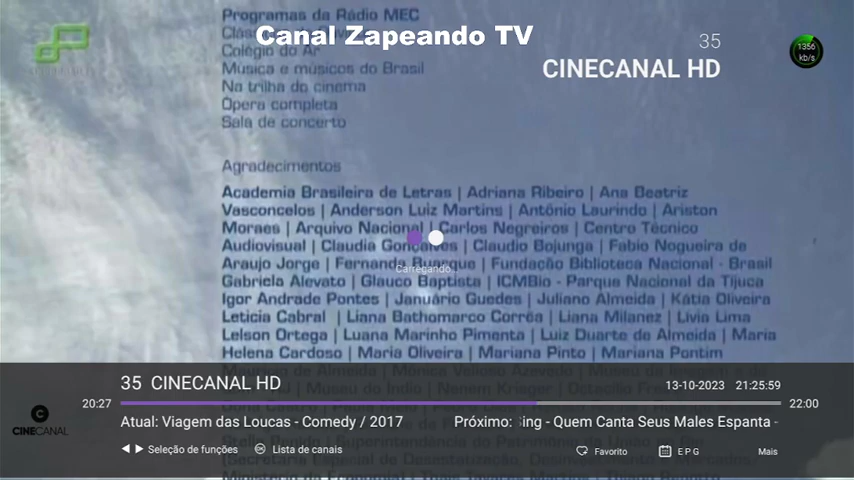 Programas da Rádio MEC
Canal Zapeando TV
35
1356
kb/s
Colégio do Ar
CINECANAL HD
Música e músicos do Brasil
Na trilha do cinema
Ópera completa
Sala de concerto
Agradecimentos
Academia Brasileira de Letras | Adriana Ribeiro | Ana Beatriz
Vasconcelos | Anderson Luiz Martins | Antônio Laurindo | Ariston
Moraes | Arquivo Nacional | Carlos Negreiros | Centro Técnico
Audiovisual | Claudia Gonçalves | Claudio Bojunga | Fabio Nogueira de
Araujo Jorge | Fernanda Buarque | Fundação Biblioteca Nacional - Brasil
Carregando
Gabriela Alevato | Glauco Baptista | ICMBio - Parque Nacional da Tijuca
Igor Andrade Pontes | Januário Guedes | Juliano Almeida | Kátia Oliveira
Leticia Cabral | Liana Bathomarco Corrêa | Liana Milanez | Livia Lima
Lelson Ortega | Luana Marinho Pimenta | Luiz Duarte de Almeida | Maria
Helena Cardoso | Maria Oliveira | Mariana Pinto | Mariana Pontim
35 CINECANAL HD
13-10-2023 21:25:59
20:27
22:00
CINECANAL
Atual: Viagem das Loucas - Comedy / 2017
Próximo: ing - Quem Canta Seus Males Espanta -
Seleção de funções
Lista de canais
Favorito
E P G
Mais